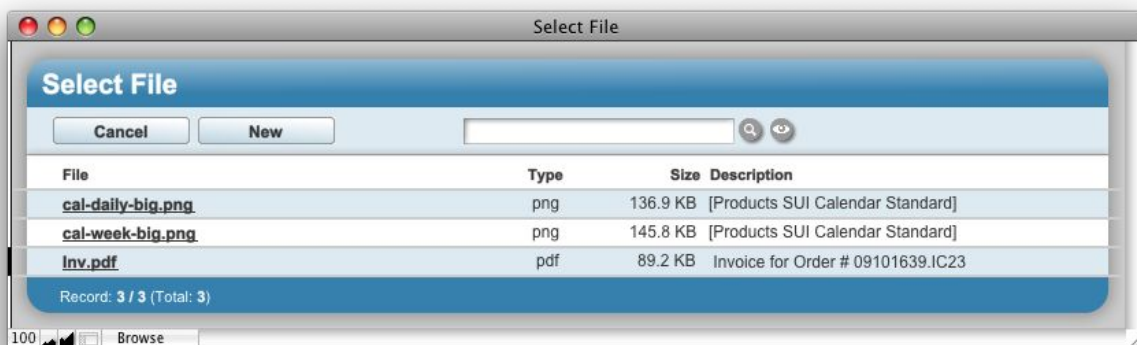 Select File
Select File
Cancel New
File Type Size Description
cal-daily-big.png png 136.9 KB [Products SUI Calendar Standard]
cal-week-big.png png 145.8 KB [Products SUI Calendar Standard]
Inv.pdf pdf 89.2 KB Invoice for Order # 09101639.IC23
Record: 3 / 3 (Total: 3)
100 Browse